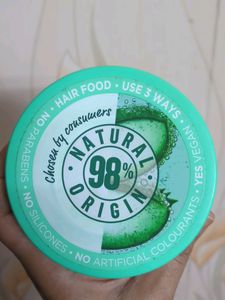 HAIR FOOD • USE 3 WAYS • YES VEGAN • NO ARTIFICIAL COLOURANTS • NO SILICONES • NO PARABENS •
Chosen by consumers
NATURAL
98%
ORIGIN